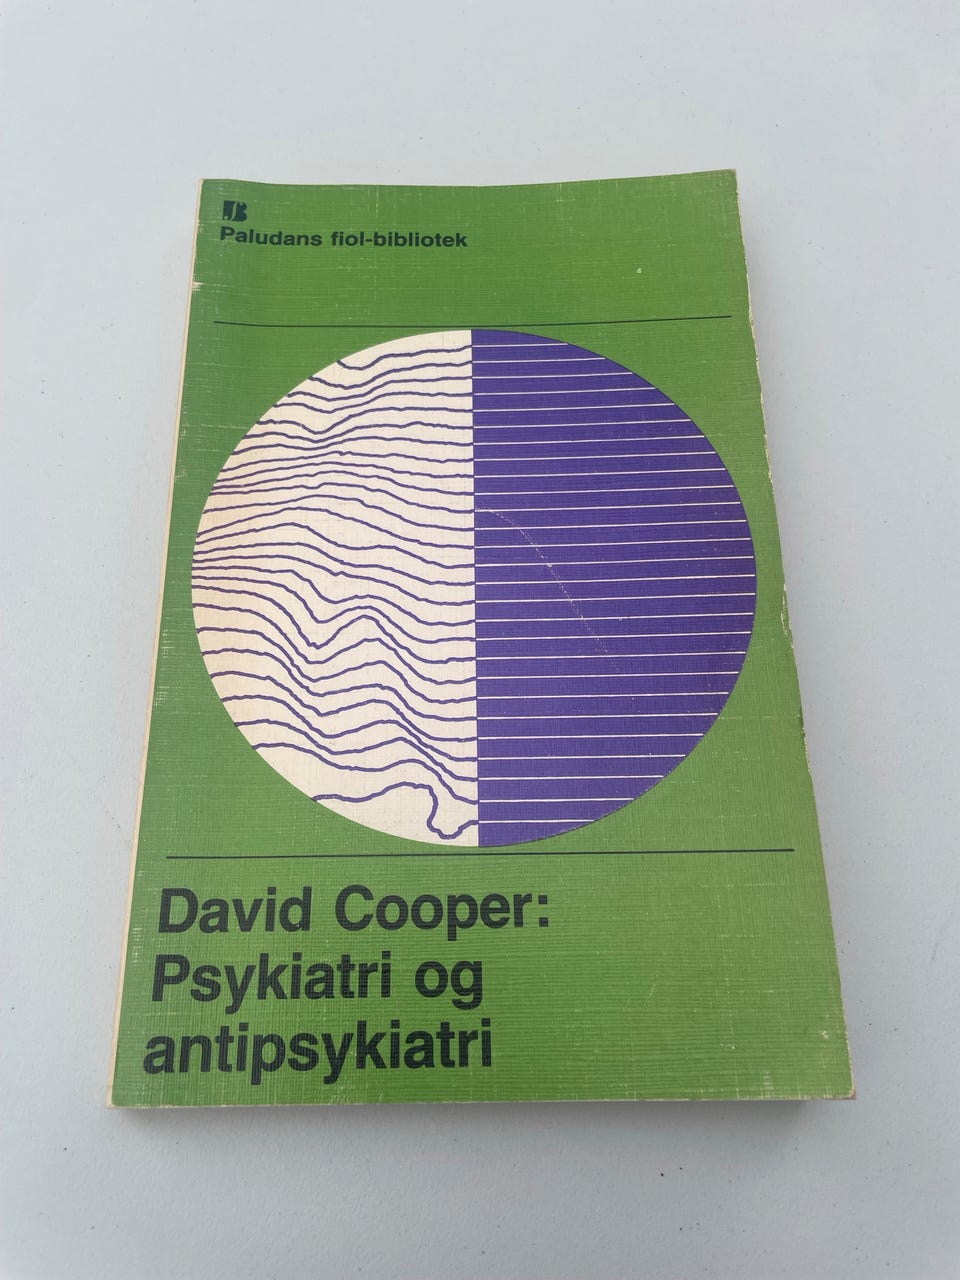 Paludans fiol-bibliotek
David Cooper:
Psykiatri og
antipsykiatri